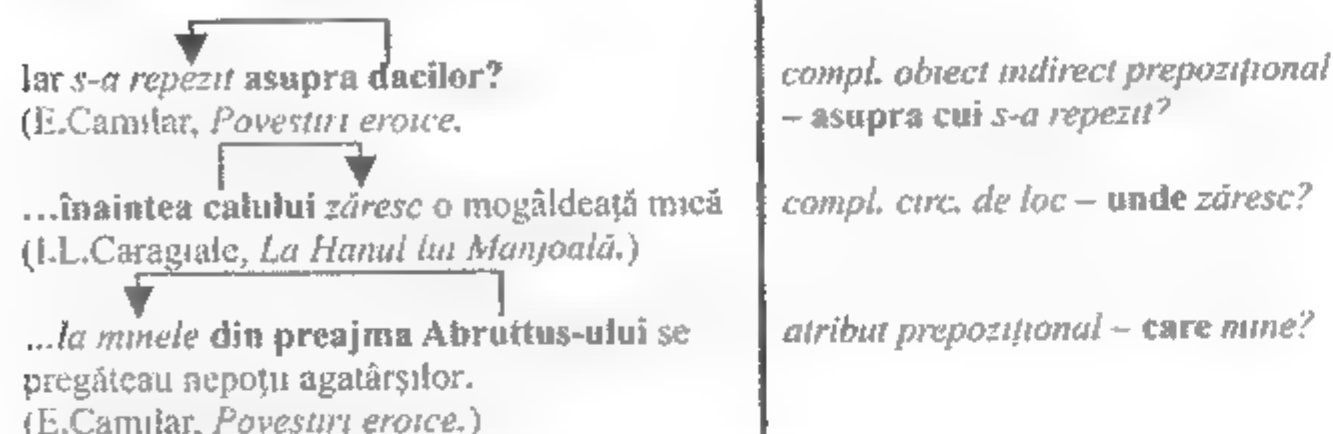 Iar s-a repezit asupra dacilor?
(E.Camilar, Povestiri eroice.
...înaintea calului zăresc o mogâldeață mică
(I.L.Caragiale, La Hanul lui Manjoală.)
...la minele din preajma Abruttus-ului se
pregăteau nepoții agatârșilor.
(E.Camilar, Povestiri eroice.)
compl. obiect indirect prepozițional
– asupra cui s-a repezit?
compl. circ. de loc – unde zăresc?
atribut prepozițional – care mine?